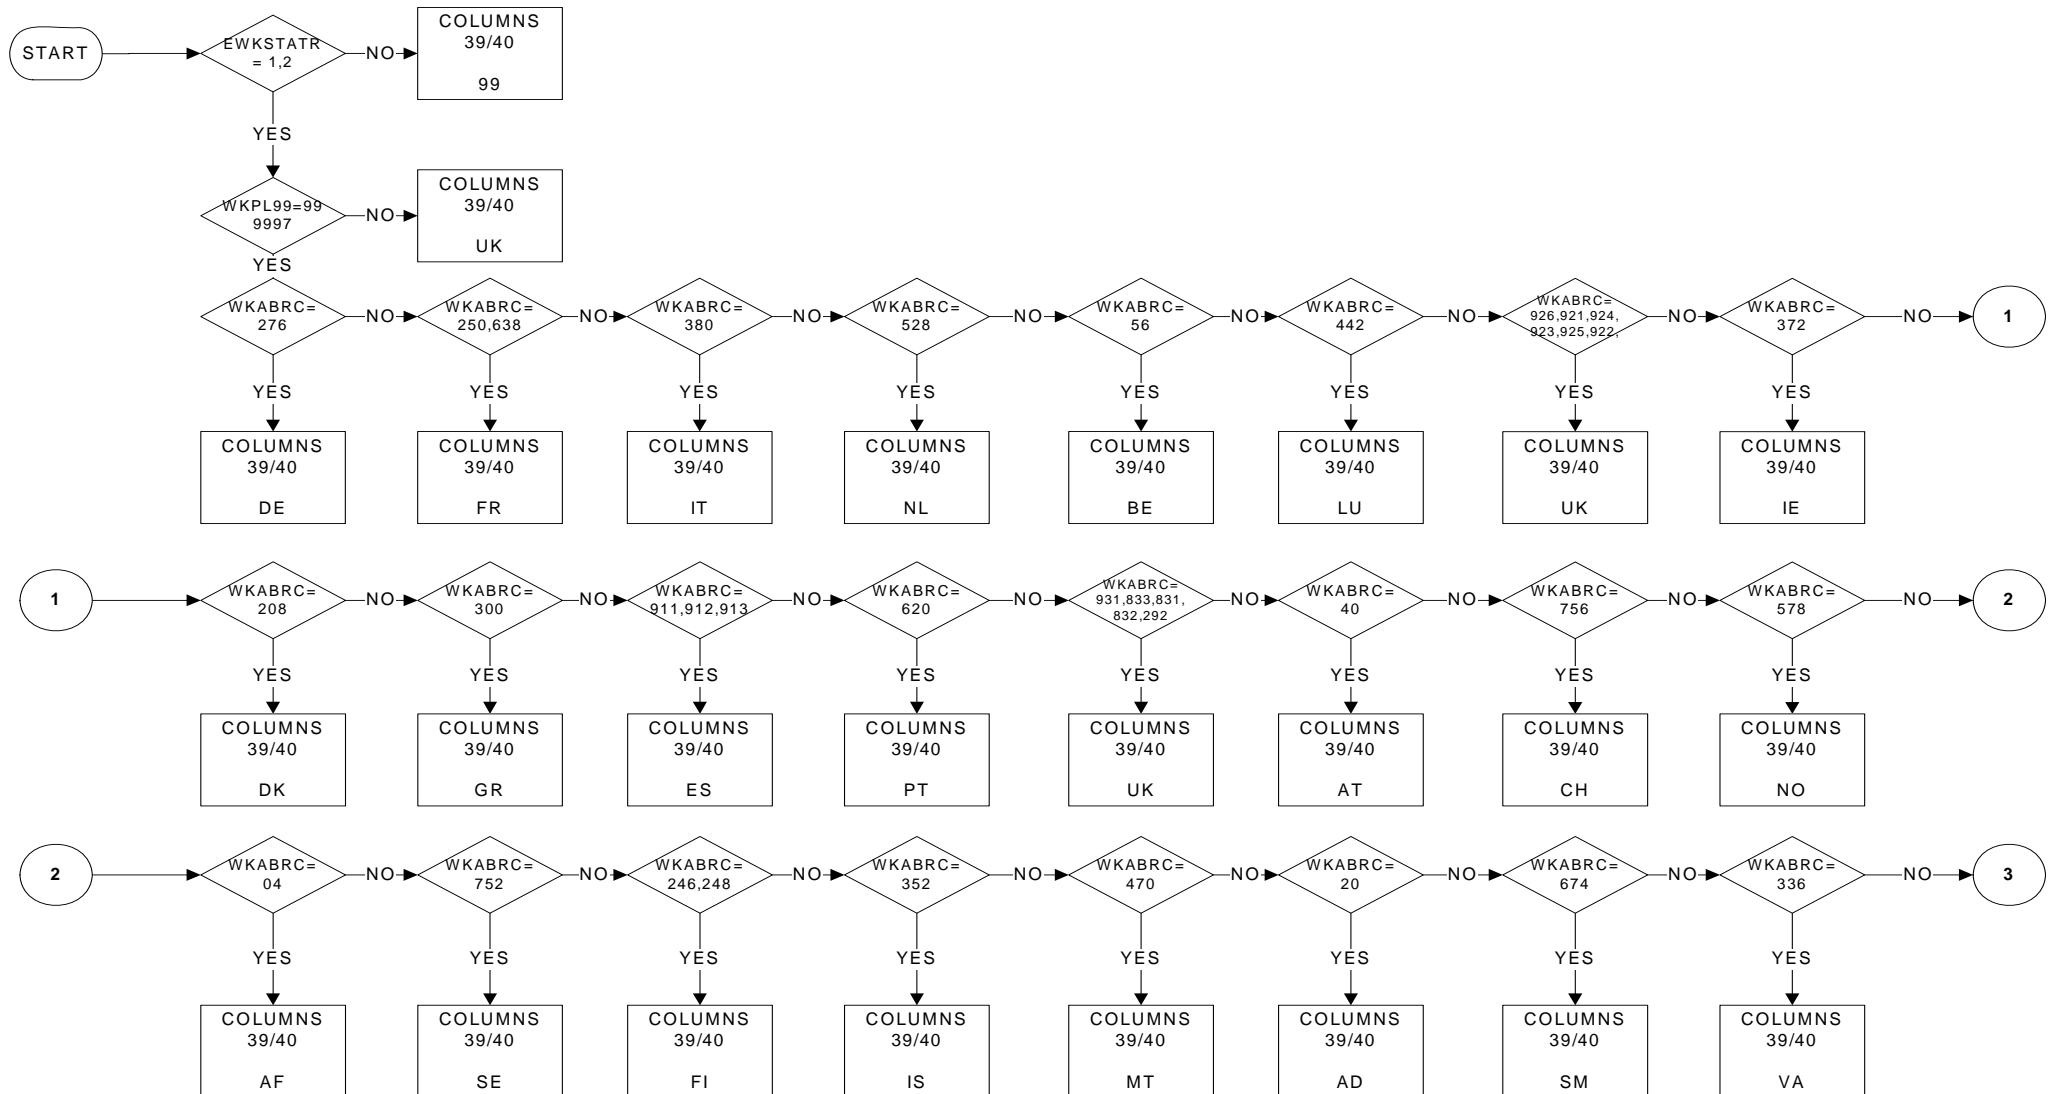 START
EWKSTATR
= 1,2
NO
COLUMNS
39/40
99
YES
WKPL99=99
9997
NO
COLUMNS
39/40
UK
YES
WKABRC=
276
NO
WKABRC=
250,638
NO
WKABRC=
380
NO
WKABRC=
528
NO
WKABRC=
56
NO
WKABRC=
442
NO
WKABRC=
926,921,924,
923,925,922,
NO
WKABRC=
372
NO
1
YES
YES
YES
YES
YES
YES
YES
YES
COLUMNS
39/40
DE
COLUMNS
39/40
FR
COLUMNS
39/40
IT
COLUMNS
39/40
NL
COLUMNS
39/40
BE
COLUMNS
39/40
LU
COLUMNS
39/40
UK
COLUMNS
39/40
IE
1
WKABRC=
208
NO
WKABRC=
300
NO
WKABRC=
911,912,913
NO
WKABRC=
620
NO
WKABRC=
931,833,831,
832,292
NO
WKABRC=
40
NO
WKABRC=
756
NO
WKABRC=
578
NO
2
YES
YES
YES
YES
YES
YES
YES
YES
COLUMNS
39/40
DK
COLUMNS
39/40
GR
COLUMNS
39/40
ES
COLUMNS
39/40
PT
COLUMNS
39/40
UK
COLUMNS
39/40
AT
COLUMNS
39/40
CH
COLUMNS
39/40
NO
2
WKABRC=
04
NO
WKABRC=
752
NO
WKABRC=
246,248
NO
WKABRC=
352
NO
WKABRC=
470
NO
WKABRC=
20
NO
WKABRC=
674
NO
WKABRC=
336
NO
3
YES
YES
YES
YES
YES
YES
YES
YES
COLUMNS
39/40
AF
COLUMNS
39/40
SE
COLUMNS
39/40
FI
COLUMNS
39/40
IS
COLUMNS
39/40
MT
COLUMNS
39/40
AD
COLUMNS
39/40
SM
COLUMNS
39/40
VA